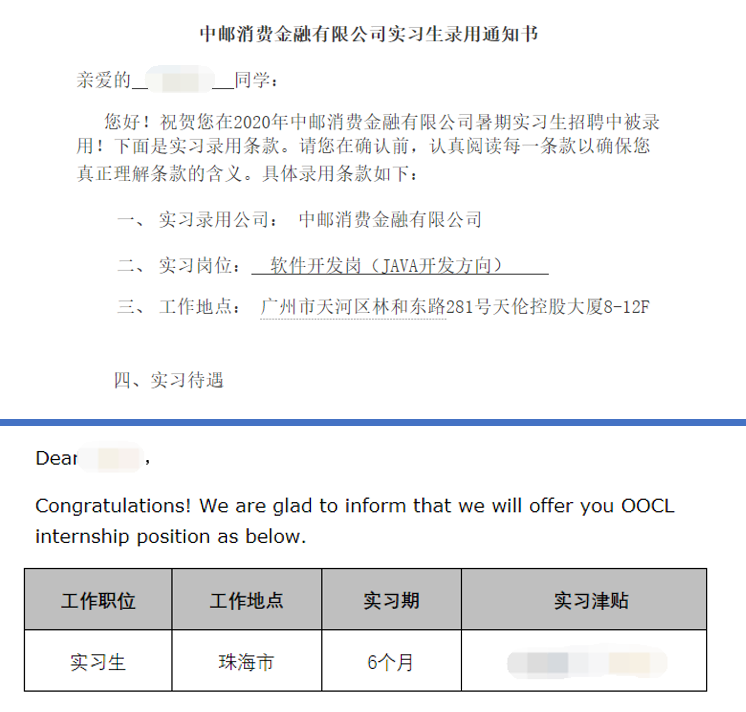 中邮消费金融有限公司实习生录用通知书
亲爱的 同学：
您好！祝贺您在2020年中邮消费金融有限公司暑期实习生招聘中被录
用！下面是实习录用条款。请您在确认前，认真阅读每一条款以确保您
真正理解条款的含义。具体录用条款如下：
一、 实习录用公司： 中邮消费金融有限公司
二、 实习岗位： 软件开发岗（JAVA开发方向）
三、 工作地点： 广州市天河区林和东路281号天伦控股大厦8-12F
四、实习待遇
Dear ，
Congratulations! We are glad to inform that we will offer you OOCL
internship position as below.
工作职位 工作地点 实习期 实习津贴
实习生 珠海市 6个月